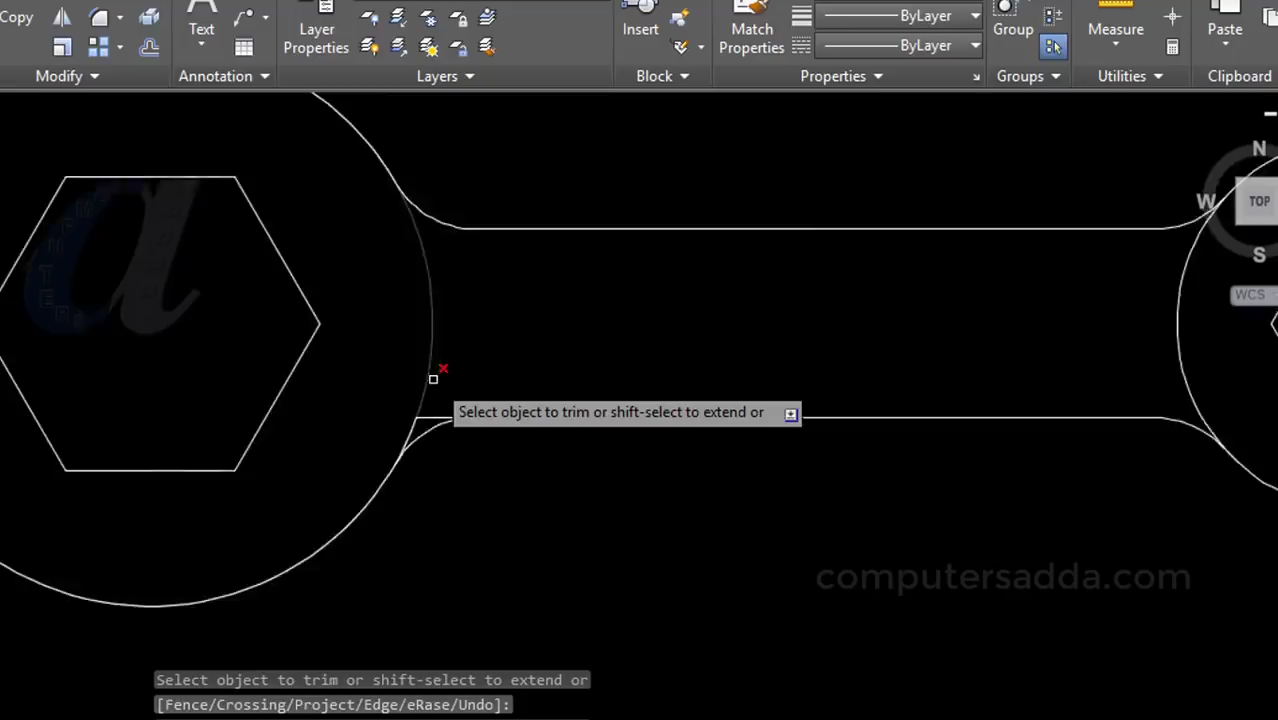 Copy
Text
Layer
Properties
Insert
Match
Properties
ByLayer
ByLayer
Group
Measure
Paste
Modify
Annotation
Layers
Block
Properties
Groups
Utilities
Clipboard
N
W
TOP
S
WCS
Select object to trim or shift-select to extend or
computersadda.com
Select object to trim or shift-select to extend or
[Fence/Crossing/Project/Edge/eRase/Undo]: